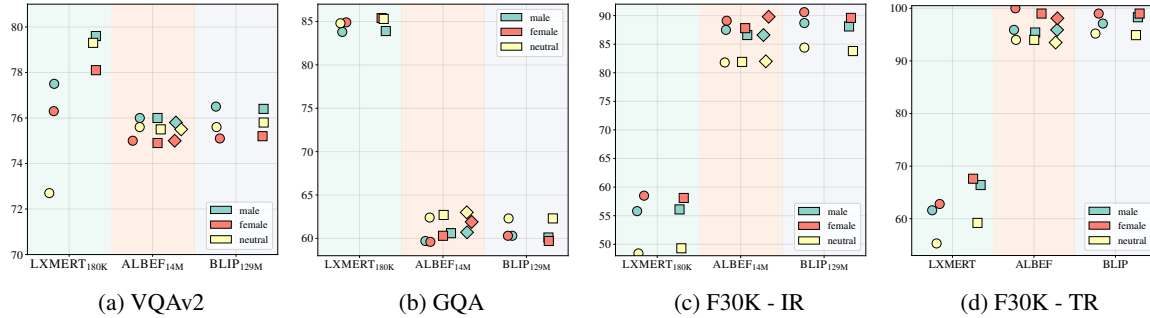 80
78
76
74
72
70
male
female
neutral
LXMERT180K
ALBEF14M
BLIP129M
(a) VQAv2
85
80
75
70
65
60
male
female
neutral
LXMERT180K
ALBEF14M
BLIP129M
(b) GQA
90
85
80
75
70
65
60
55
50
male
female
neutral
LXMERT180K
ALBEF14M
BLIP129M
(c) F30K - IR
100
90
80
70
60
male
female
neutral
LXMERT
ALBEF
BLIP
(d) F30K - TR